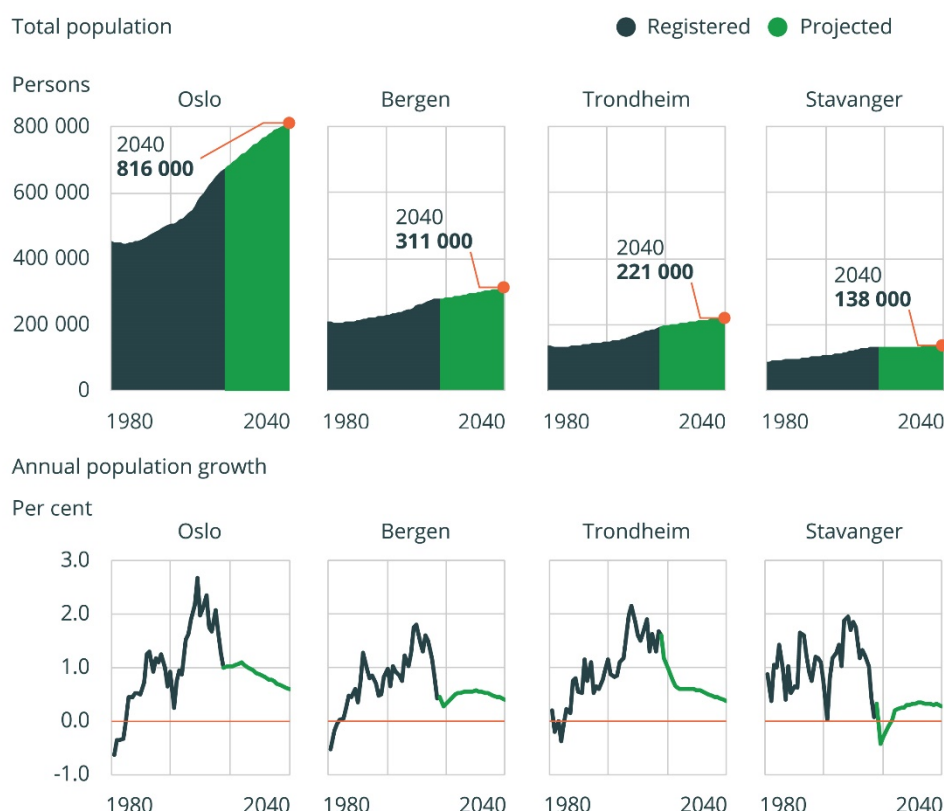 Total population
Registered Projected
Persons
Oslo Bergen Trondheim Stavanger
800 000
600 000
400 000
200 000
0
2040
816 000
2040
311 000
2040
221 000
2040
138 000
1980 2040 1980 2040 1980 2040 1980 2040
Annual population growth
Per cent
Oslo Bergen Trondheim Stavanger
3.0
2.0
1.0
0.0
-1.0
1980 2040 1980 2040 1980 2040 1980 2040